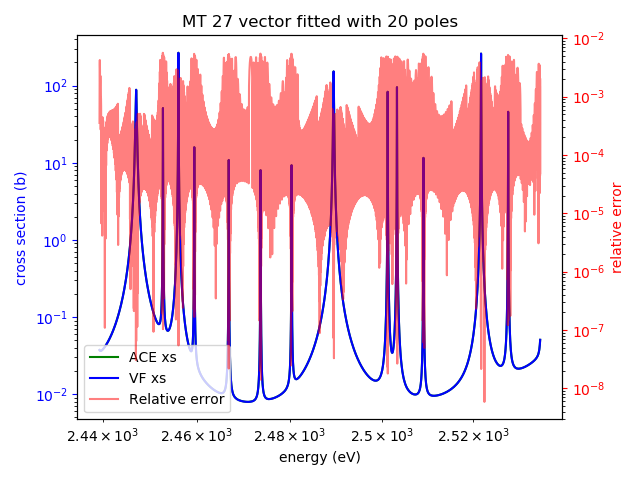 MT 27 vector fitted with 20 poles
cross section (b)
10²
10¹
10⁰
10⁻¹
10⁻²
10⁻²
10⁻³
10⁻⁴
10⁻⁵
10⁻⁶
10⁻⁷
10⁻⁸
relative error
ACE xs
VF xs
Relative error
2.44×10³ 2.46×10³ 2.48×10³ 2.5×10³ 2.52×10³
energy (eV)